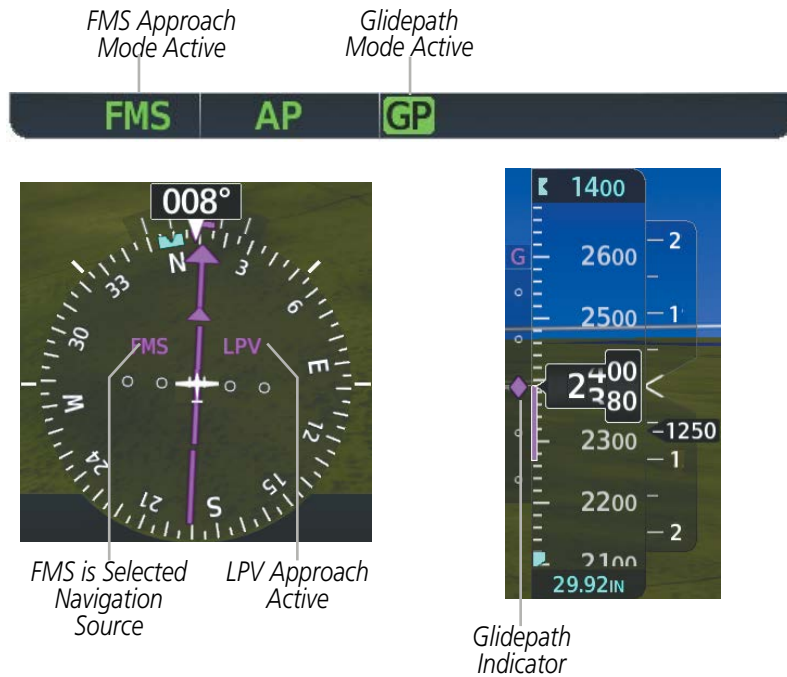 FMS Approach
Mode Active
Glidepath
Mode Active
FMS AP GP
008°
N
3
6
E
12
15
S
21
24
W
30
33
FMS LPV
FMS is Selected
Navigation
Source
LPV Approach
Active
1400
G
2600
2500
2400
2380
2300
2200
2100
2
1
-1250
1
2
29.92IN
Glidepath
Indicator